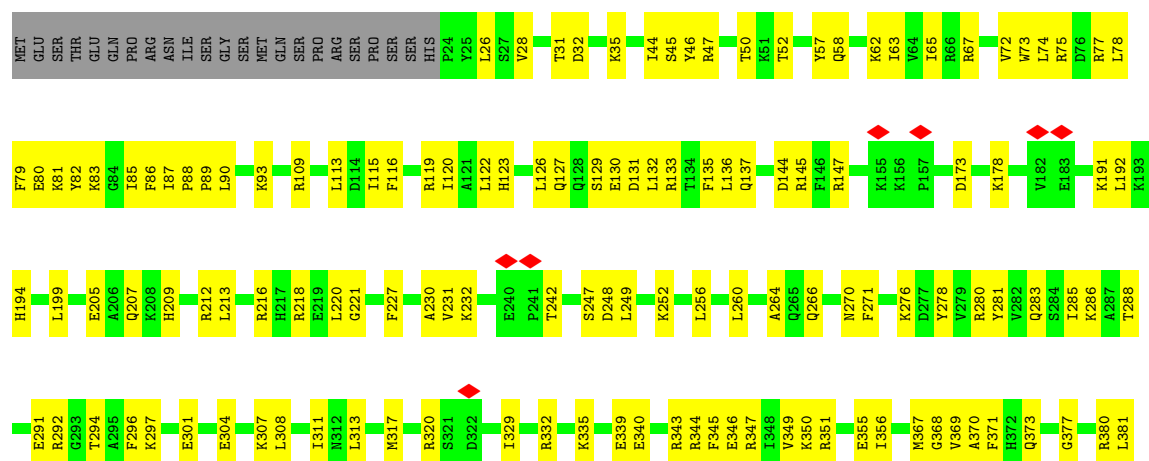 MET GLU SER THR GLU GLN PRO ARG ASN ILE SER GLY SER MET GLN SER PRO ARG SER PRO SER SER HIS P24 Y25 L26 S27 V28 T31 D32 K35 I44 S45 Y46 R47 T50 K51 T52 Y57 Q58 K62 I63 V64 I65 R66 R67 V72 W73 L74 R75 D76 R77 L78
F79 E80 K81 Y82 K83 G84 I85 F86 I87 P88 P89 L90 K93 R109 L113 D114 I115 F116 R119 I120 A121 L122 H123 L126 Q127 Q128 S129 E130 D131 L132 R133 T134 F135 L136 Q137 D144 R145 F146 R147 K155 K156 P157 D173 K178 V182 E183 K191 L192 K193
H194 L199 E205 A206 Q207 K208 H209 R212 L213 R216 H217 R218 E219 L220 G221 F227 A230 V231 K232 E240 P241 T242 S247 D248 L249 K252 L256 L260 A264 Q265 Q266 N270 F271 K276 D277 Y278 V279 R280 Y281 V282 Q283 S284 I285 K286 A287 T288
E291 R292 G293 T294 A295 F296 K297 E301 E304 K307 L308 I311 N312 L313 M317 R320 S321 D322 I329 R332 K335 E339 E340 R343 R344 F345 E346 R347 I348 V349 K350 R351 E355 I356 M367 G368 V369 A370 F371 H372 Q373 G377 R380 L381